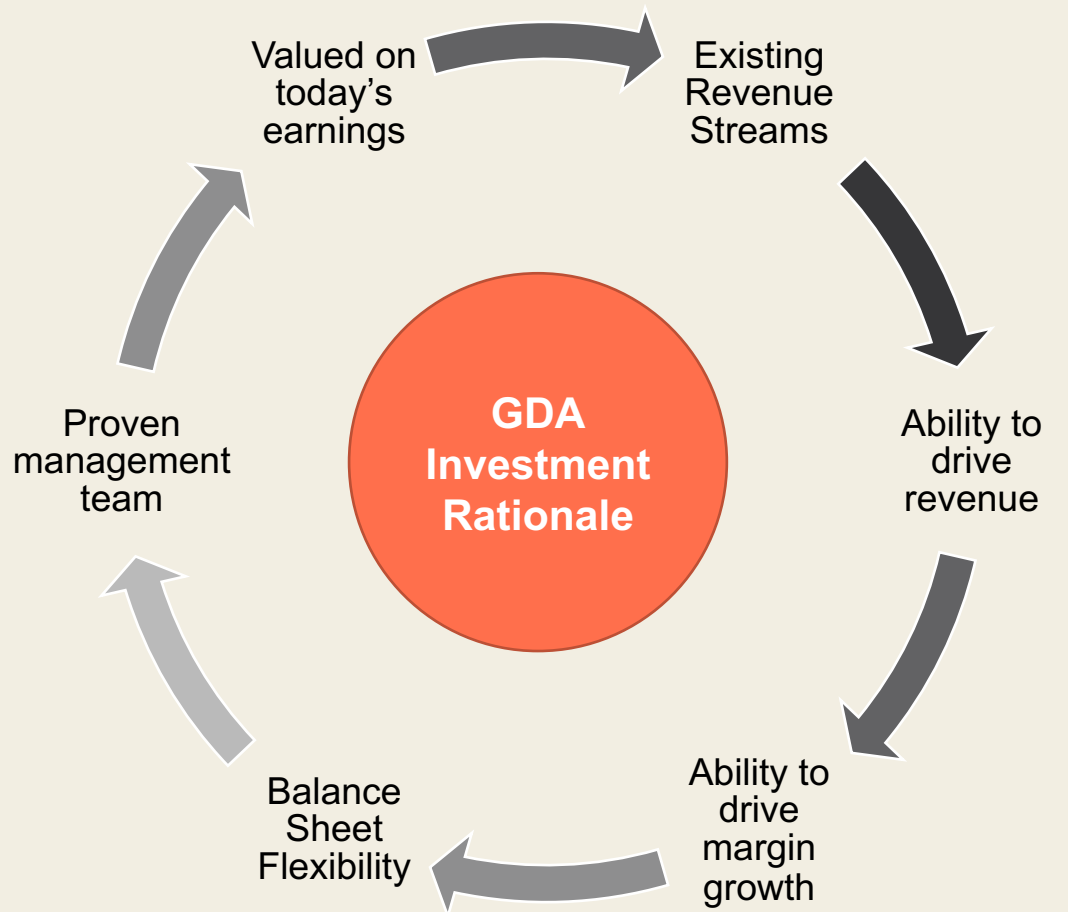 Valued on
today's
earnings
Existing
Revenue
Streams
Ability to
drive
revenue
Ability to
drive
margin
growth
Balance
Sheet
Flexibility
Proven
management
team
GDA
Investment
Rationale